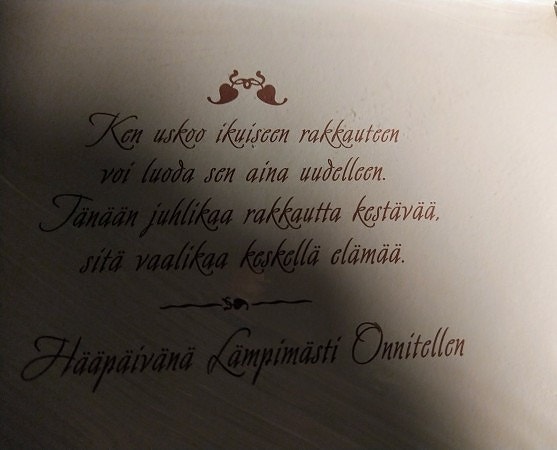 Ken uskoo ikuiseen rakkauteen
voi luoda sen aina uudelleen.
Tänään juhlikaa rakkautta kestävää,
sitä vaalikaa keskellä elämää.
Hääpäivänä Lämpimästi Onnitellen